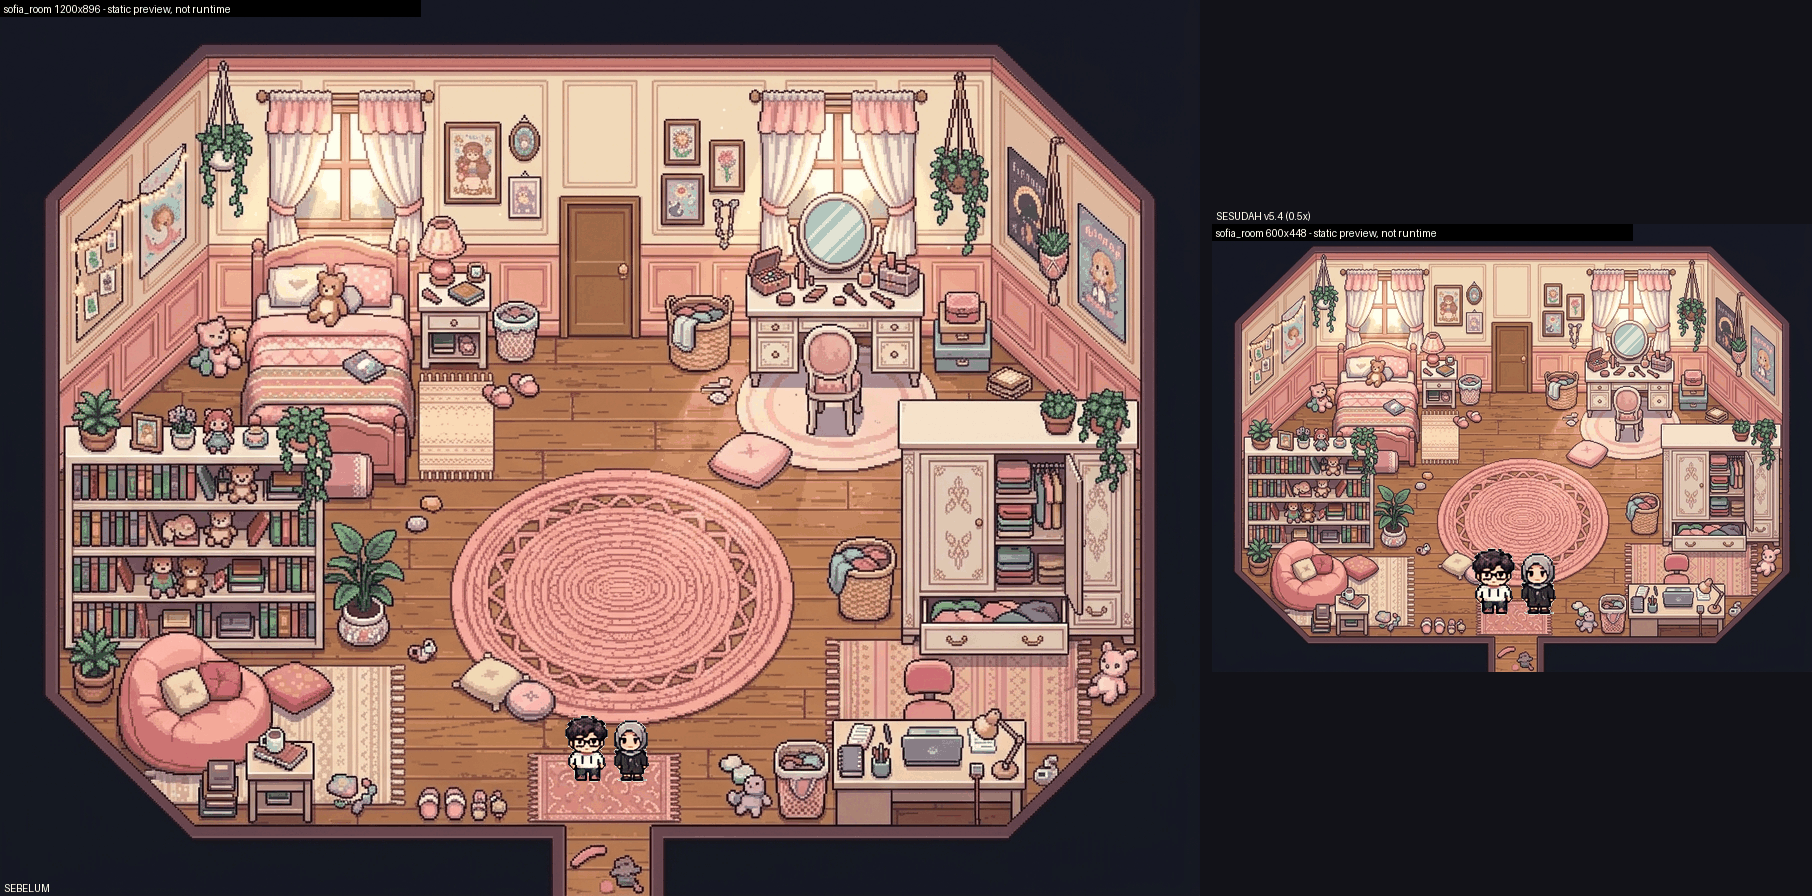 sofia_room 1200x896 - static preview, not runtime
SESUDAH v5.4 (0.5x)
sofia_room 600x448 - static preview, not runtime
SEBELUM